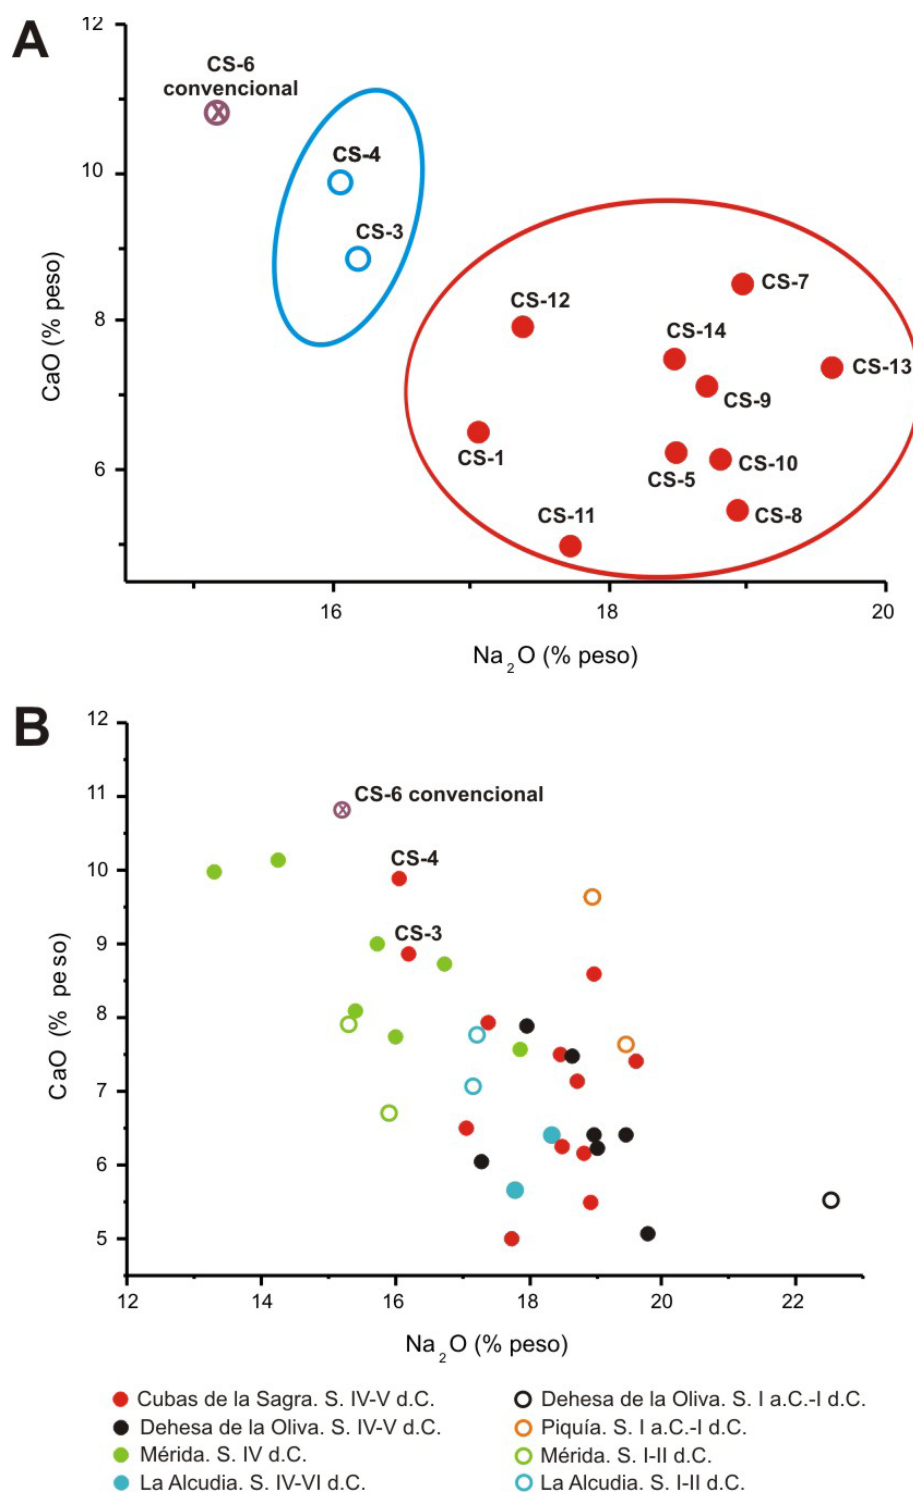 A
12
CS-6
convencional
CS-4
10
CS-3
CaO (% peso)
CS-7
CS-12
8
CS-14
CS-13
CS-9
CS-1
CS-10
6
CS-5
CS-11
CS-8
16
18
20
Na2O (% peso)
B
12
CS-6 convencional
11
CS-4
10
CS-3
9
CaO (% peso)
8
7
6
5
12
14
16
18
20
22
Na2O (% peso)
Cubas de la Sagra. S. IV-V d.C.
Dehesa de la Oliva. S. IV-V d.C.
Mérida. S. IV d.C.
La Alcudia. S. IV-VI d.C.
Dehesa de la Oliva. S. I a.C.-I d.C.
Piquía. S. I a.C.-I d.C.
Mérida. S. I-II d.C.
La Alcudia. S. I-II d.C.